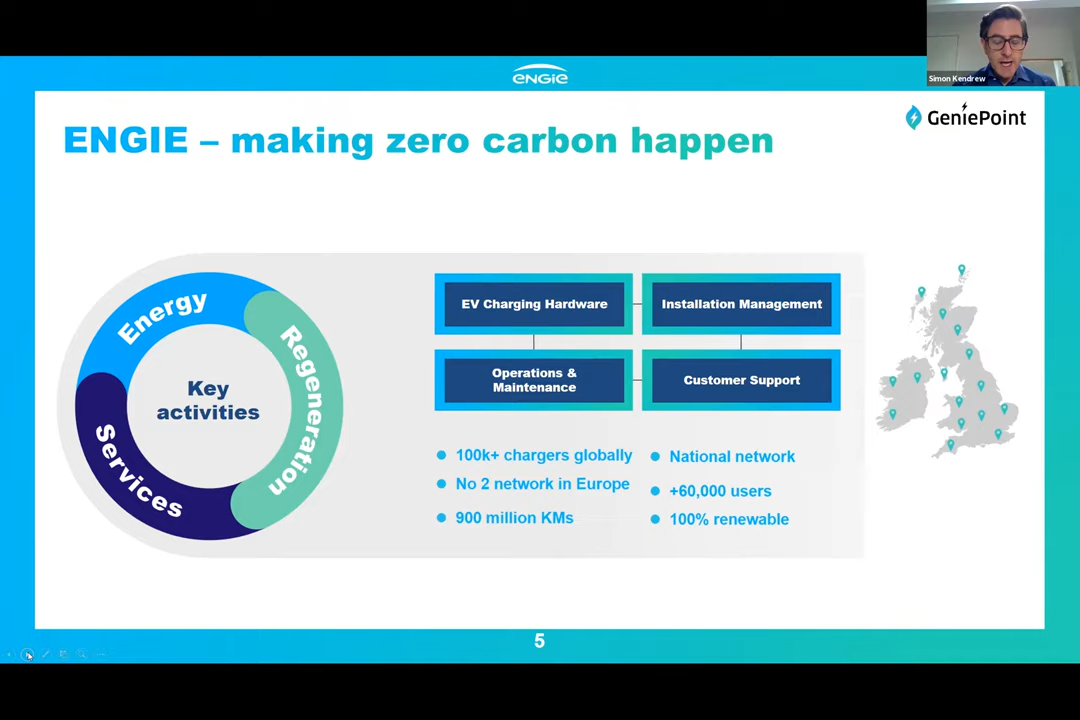 Simon Kendrew
ENGIE
GeniePoint
ENGIE – making zero carbon happen
Energy
Regeneration
Services
Key
activities
EV Charging Hardware
Installation Management
Operations &
Maintenance
Customer Support
100k+ chargers globally
No 2 network in Europe
900 million KMs
National network
+60,000 users
100% renewable
5